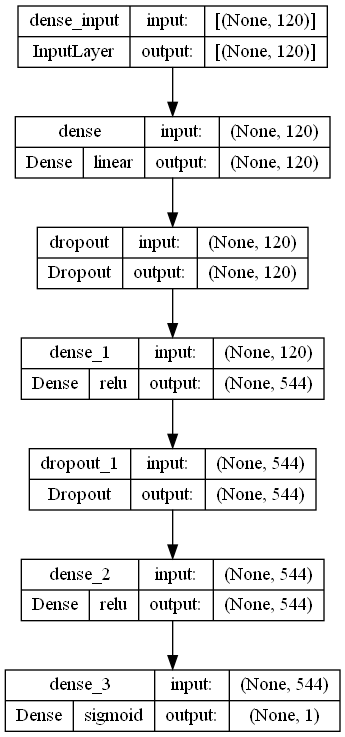 dense_input input: [(None, 120)]
InputLayer output: [(None, 120)]
dense input: (None, 120)
Dense linear output: (None, 120)
dropout input: (None, 120)
Dropout output: (None, 120)
dense_1 input: (None, 120)
Dense relu output: (None, 544)
dropout_1 input: (None, 544)
Dropout output: (None, 544)
dense_2 input: (None, 544)
Dense relu output: (None, 544)
dense_3 input: (None, 544)
Dense sigmoid output: (None, 1)